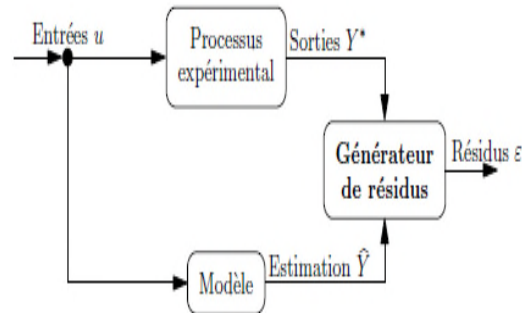 Entrées u
Processus
expérimental
Sorties Y*
Générateur
de résidus
Résidus ε
Modèle
Estimation Ŷ